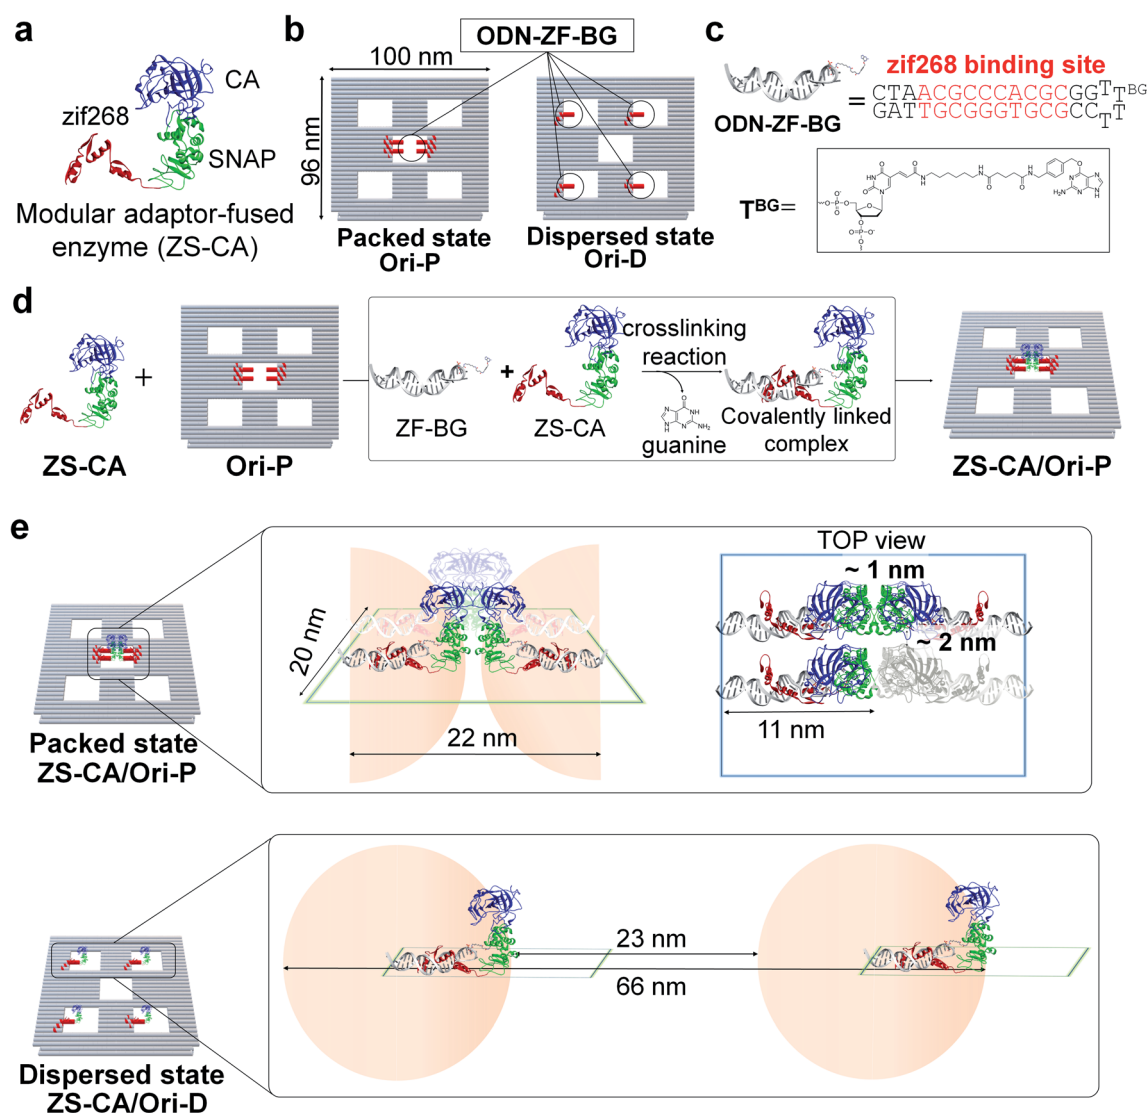 a
CA
zif268
SNAP
Modular adaptor-fused
enzyme (ZS-CA)
b
ODN-ZF-BG
100 nm
96 nm
Packed state
Ori-P
Dispersed state
Ori-D
c
zif268 binding site
ODN-ZF-BG
=
CTAACGCCCACGCGGTTBG
GATTGCGGGTGCGCCTT
TBG=
d
ZS-CA
+
Ori-P
ZF-BG
+
ZS-CA
crosslinking
reaction
guanine
Covalently linked
complex
ZS-CA/Ori-P
e
Packed state
ZS-CA/Ori-P
20 nm
22 nm
TOP view
~ 1 nm
~ 2 nm
11 nm
Dispersed state
ZS-CA/Ori-D
23 nm
66 nm